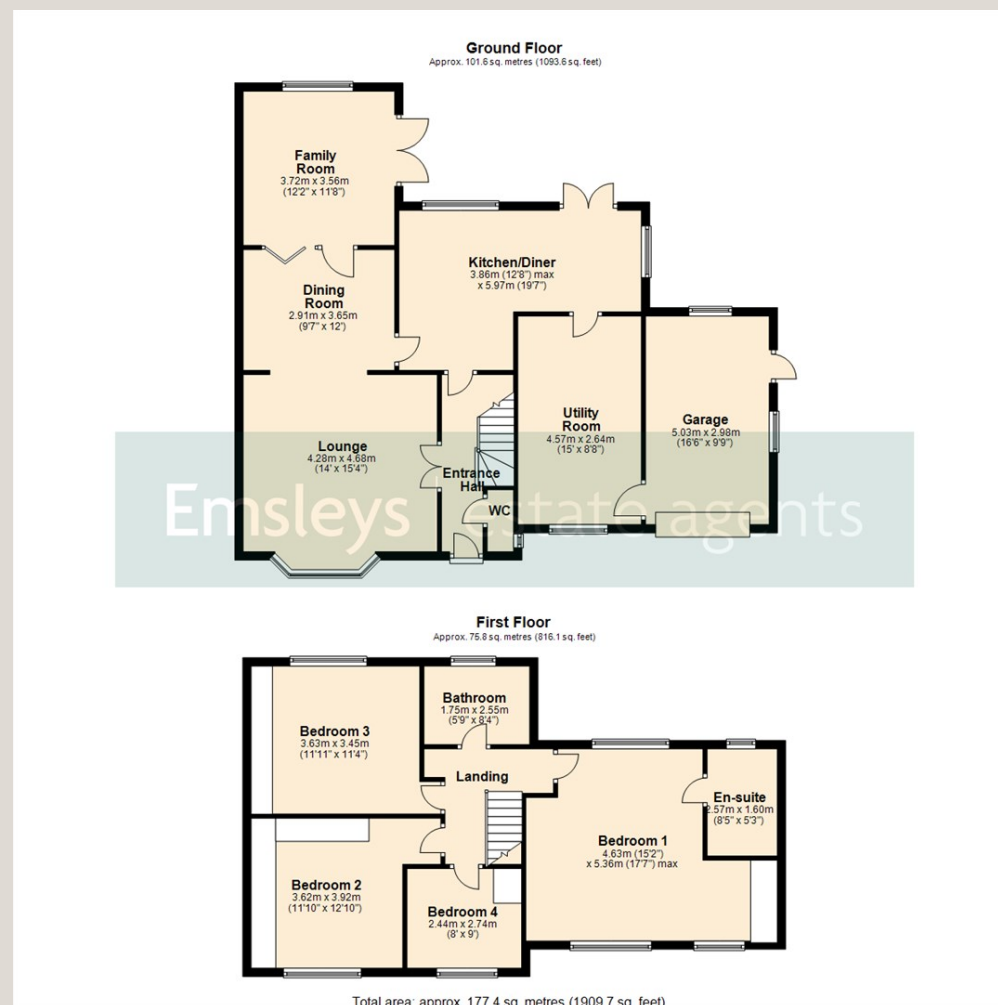 Ground Floor
Approx. 101.6 sq. metres (1093.6 sq. feet)
Family
Room
3.72m x 3.56m
(12'2" x 11'8")
Kitchen/Diner
3.86m (12'8") max
x 5.97m (19'7")
Dining
Room
2.91m x 3.65m
(9'7" x 12')
Utility
Room
4.57m x 2.64m
(15' x 8'8")
Garage
5.03m x 2.98m
(16'6" x 9'9")
Lounge
4.28m x 4.68m
(14' x 15'4")
Entrance
Hall
WC
Emsleys estate agents
First Floor
Approx. 75.8 sq. metres (816.1 sq. feet)
Bathroom
1.75m x 2.55m
(5'9" x 8'4")
Bedroom 3
3.63m x 3.45m
(11'11" x 11'4")
Landing
En-suite
2.57m x 1.60m
(8'5" x 5'3")
Bedroom 1
4.63m (15'2")
x 5.36m (17'7") max
Bedroom 2
3.62m x 3.92m
(11'10" x 12'10")
Bedroom 4
2.44m x 2.74m
(8' x 9')
Total area: approx. 177.4 sq. metres (1909.7 sq. feet)